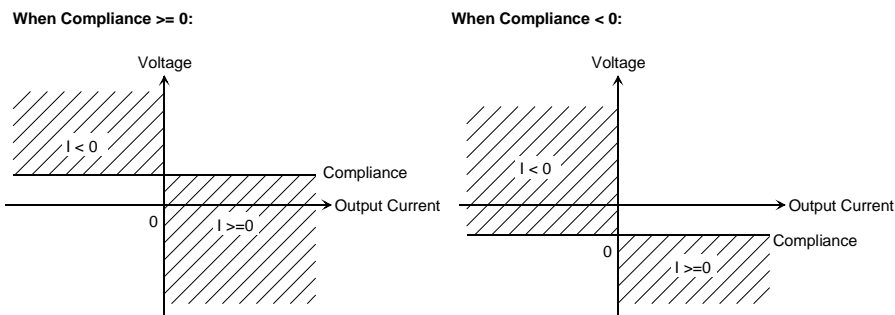 When Compliance >= 0:
Voltage
I < 0
Compliance
Output Current
0
I >=0
When Compliance < 0:
Voltage
I < 0
Output Current
Compliance
0
I >=0